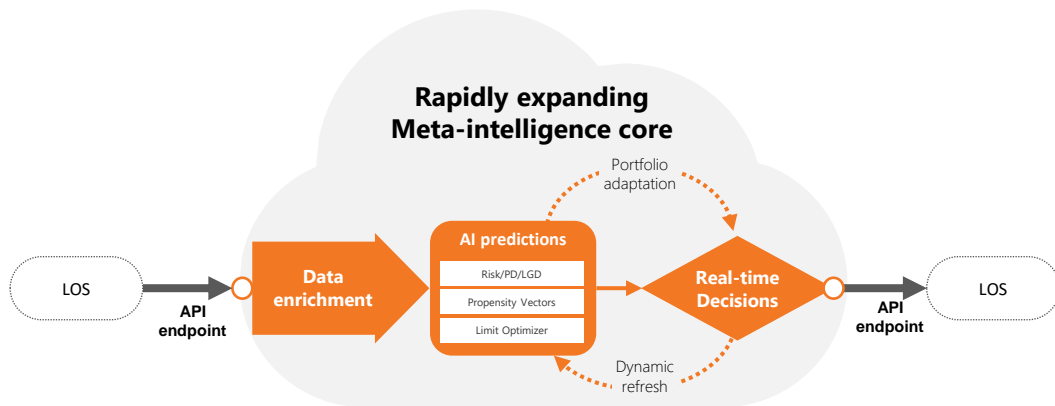 Rapidly expanding
Meta-intelligence core
Portfolio
adaptation
LOS
API
endpoint
Data
enrichment
AI predictions
Risk/PD/LGD
Propensity Vectors
Limit Optimizer
Real-time
Decisions
API
endpoint
LOS
Dynamic
refresh